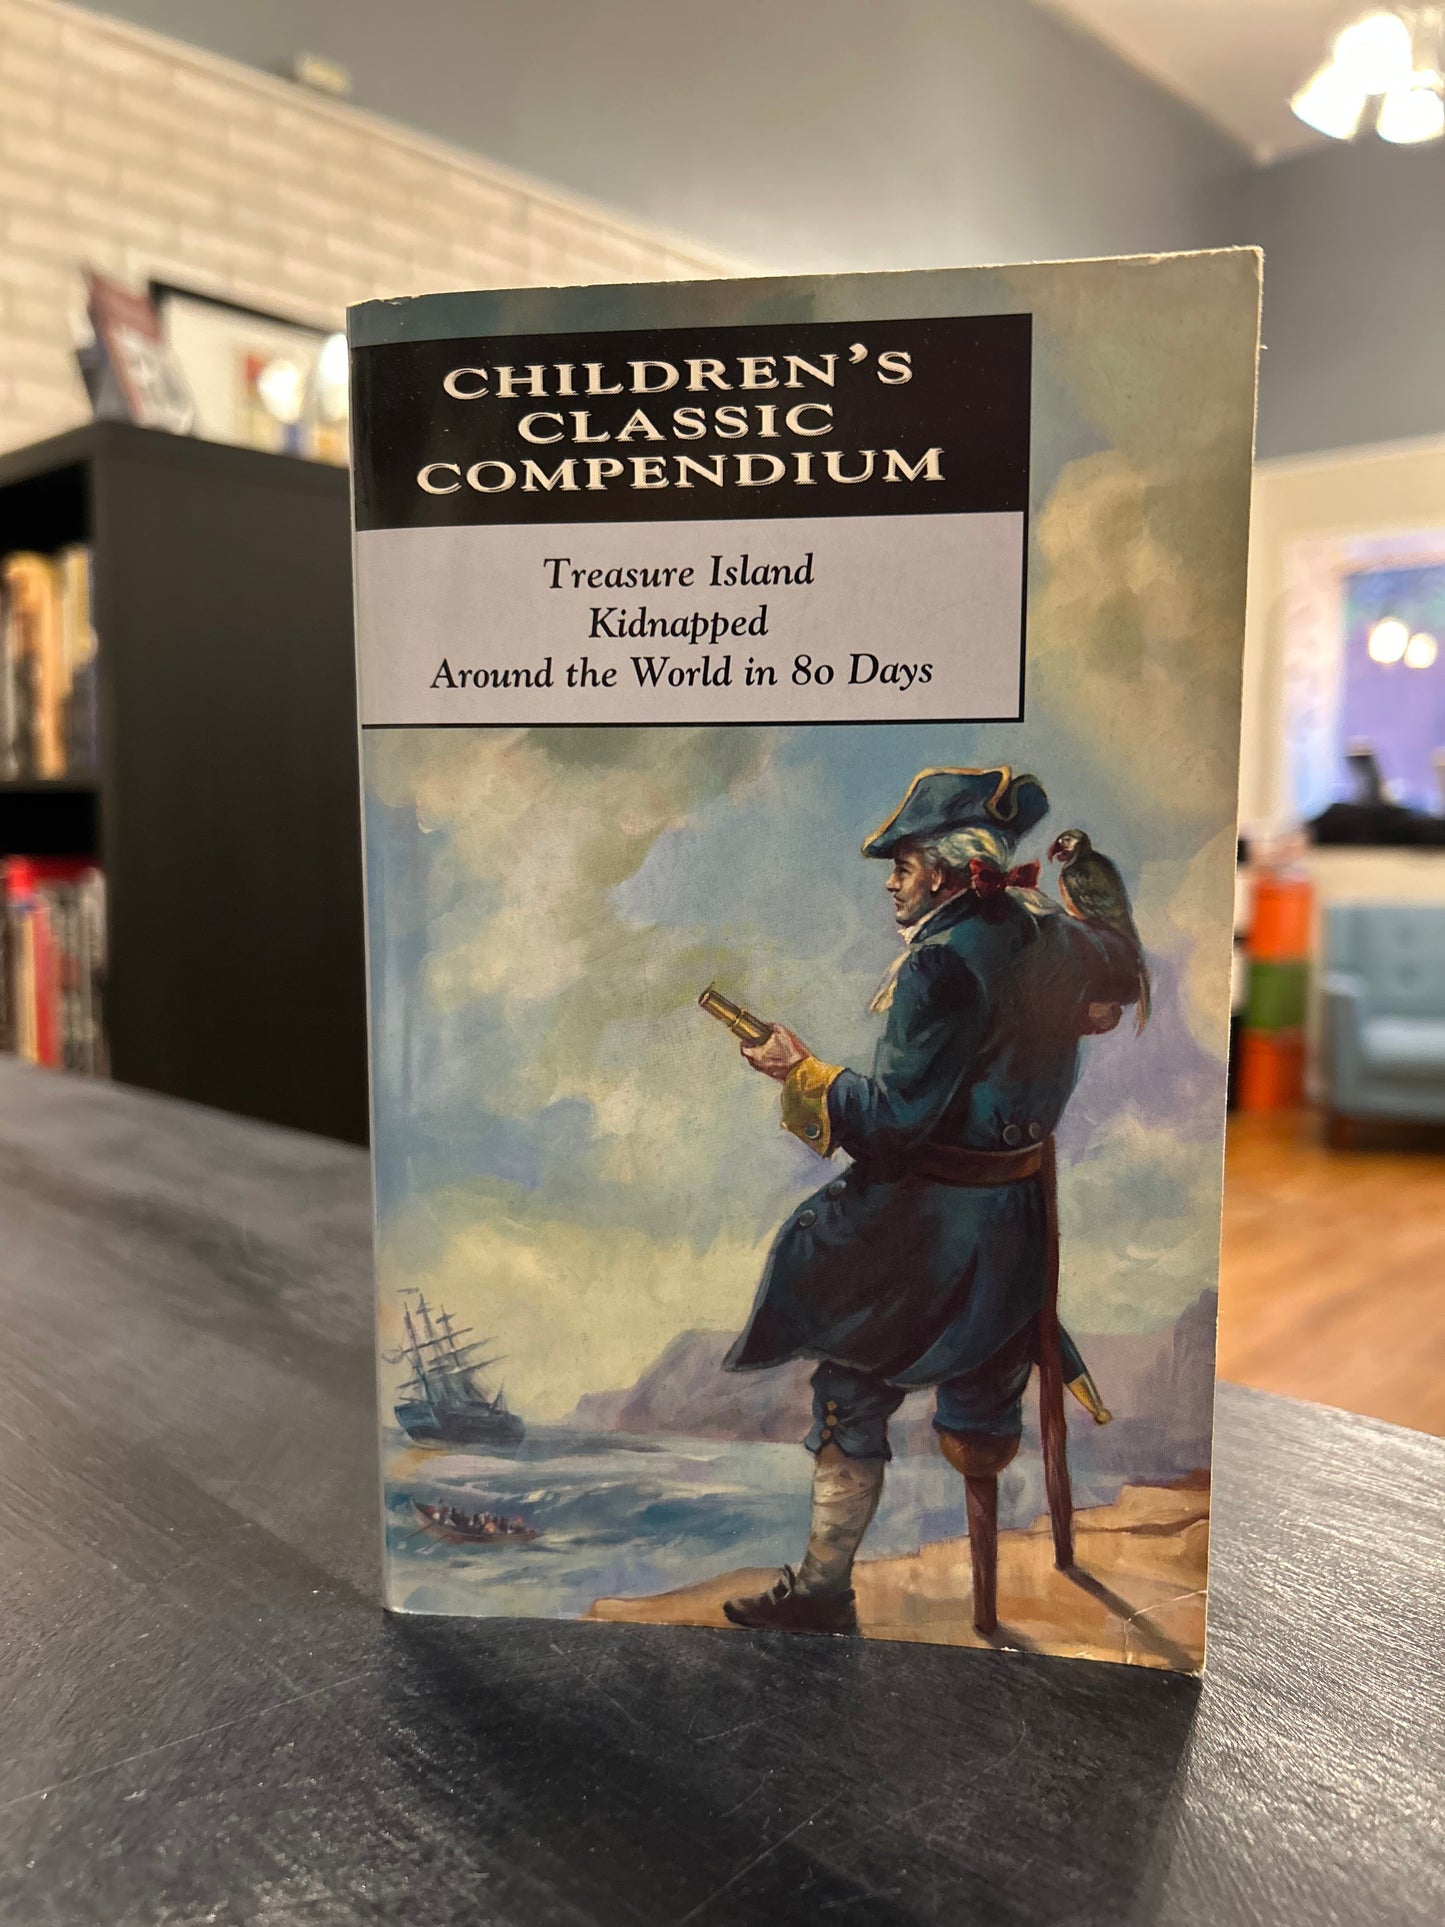 CHILDREN'S
CLASSIC
COMPENDIUM
Treasure Island
Kidnapped
Around the World in 80 Days